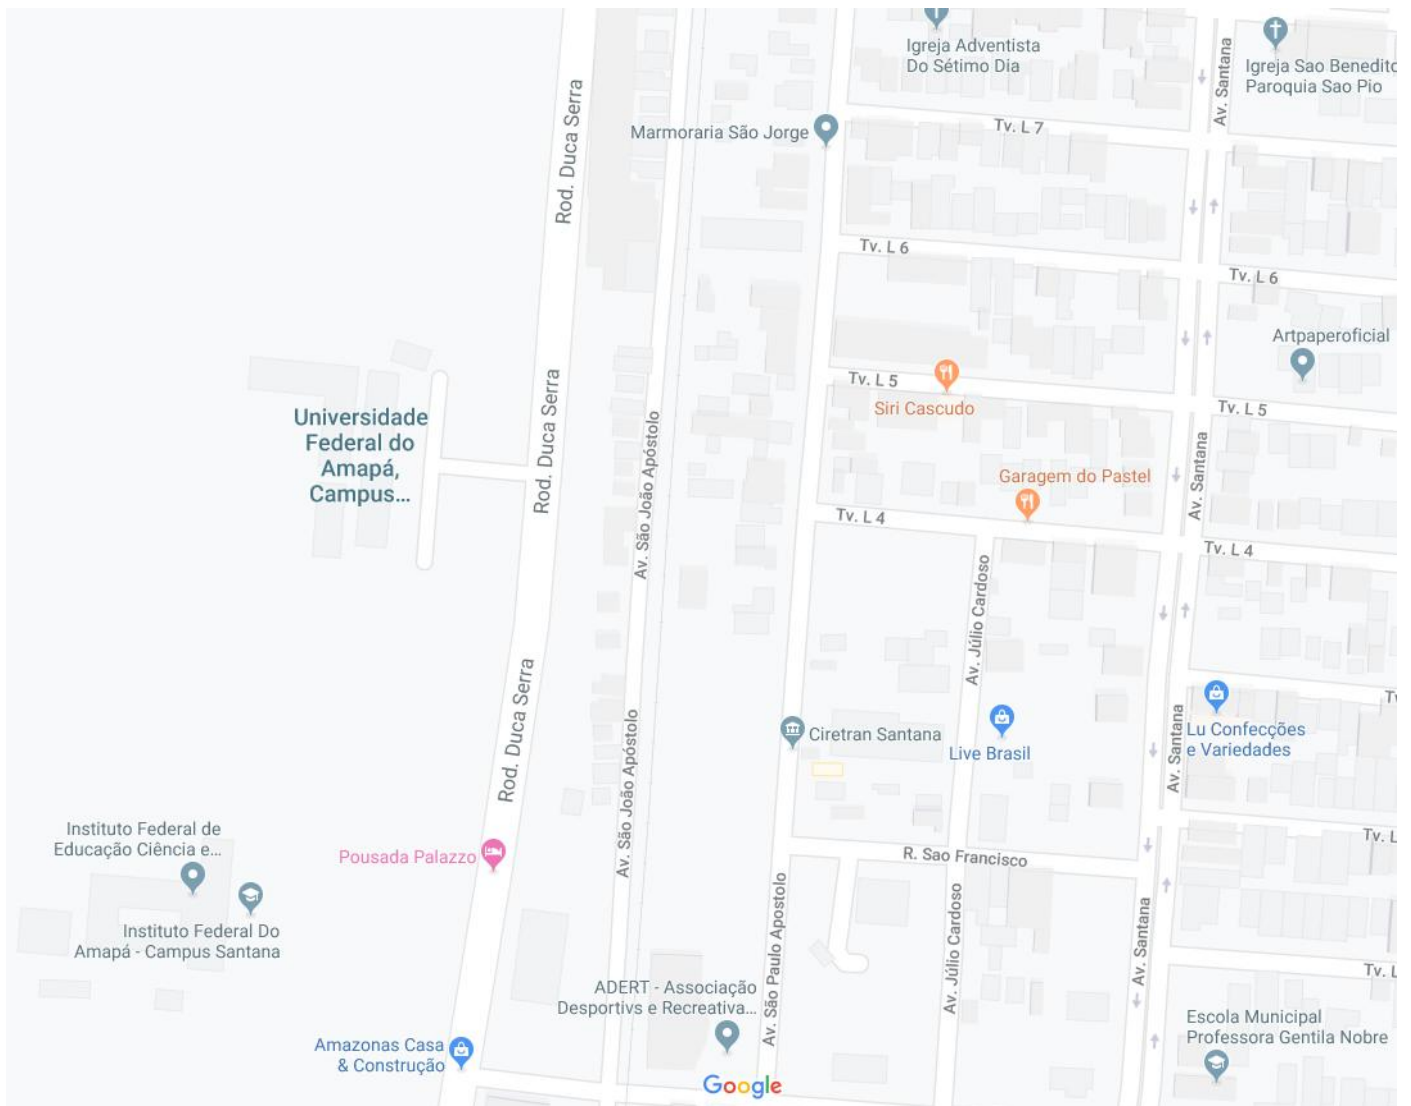 Igreja Adventista
Do Sétimo Dia
Av. Santana
Igreja Sao Benedito
Paroquia Sao Pio
Rod. Duca Serra
Marmoraria São Jorge
Tv. L 7
Tv. L 6
Tv. L 6
Artpaperoficial
Rod. Duca Serra
Tv. L 5
Siri Cascudo
Tv. L 5
Universidade
Federal do
Amapá,
Campus...
Av. São João Apóstolo
Av. Santana
Garagem do Pastel
Tv. L 4
Tv. L 4
Av. Júlio Cardoso
Rod. Duca Serra
Av. São João Apóstolo
Ciretran Santana
Live Brasil
Av. Santana
Lu Confecções
e Variedades
Instituto Federal de
Educação Ciência e...
Pousada Palazzo
R. Sao Francisco
Tv. L
Instituto Federal Do
Amapá - Campus Santana
Av. São Paulo Apostolo
Av. Júlio Cardoso
Av. Santana
Tv. L
ADERT - Associação
Desportivs e Recreativa...
Escola Municipal
Professora Gentila Nobre
Amazonas Casa
& Construção
Google